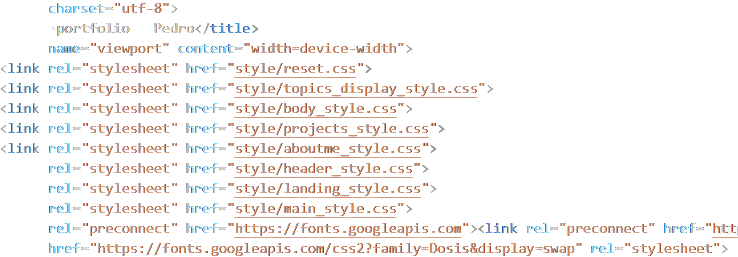 charset="utf-8">
portfolio Pedro</title>
name="viewport" content="width=device-width">
<link rel="stylesheet" href="style/reset.css">
<link rel="stylesheet" href="style/topics_display_style.css">
<link rel="stylesheet" href="style/body_style.css">
<link rel="stylesheet" href="style/projects_style.css">
<link rel="stylesheet" href="style/aboutme_style.css">
rel="stylesheet" href="style/header_style.css">
rel="stylesheet" href="style/landing_style.css">
rel="stylesheet" href="style/main_style.css">
rel="preconnect" href="https://fonts.googleapis.com"><link rel="preconnect" href="htt
href="https://fonts.googleapis.com/css2?family=Dosis&display=swap" rel="stylesheet">